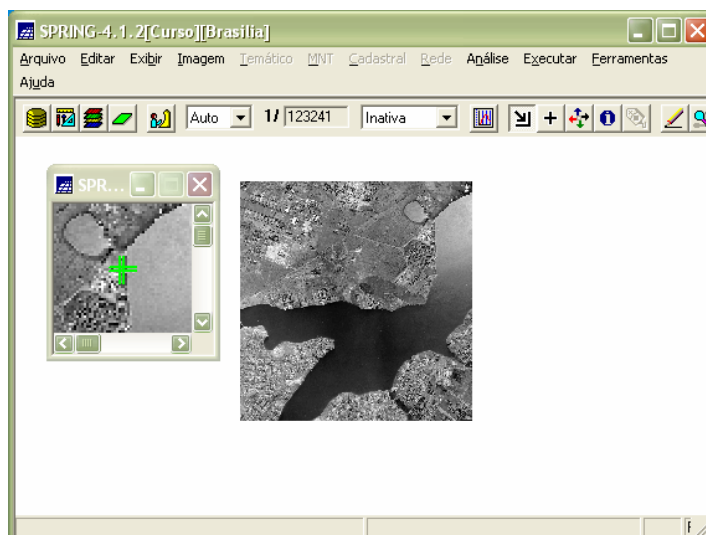 SPRING-4.1.2[Curso][Brasilia]
Arquivo Editar Exibir Imagem Temático MNT Cadastral Rede Análise Executar Ferramentas
Ajuda
Auto 1/ 123241 Inativa
SPR...